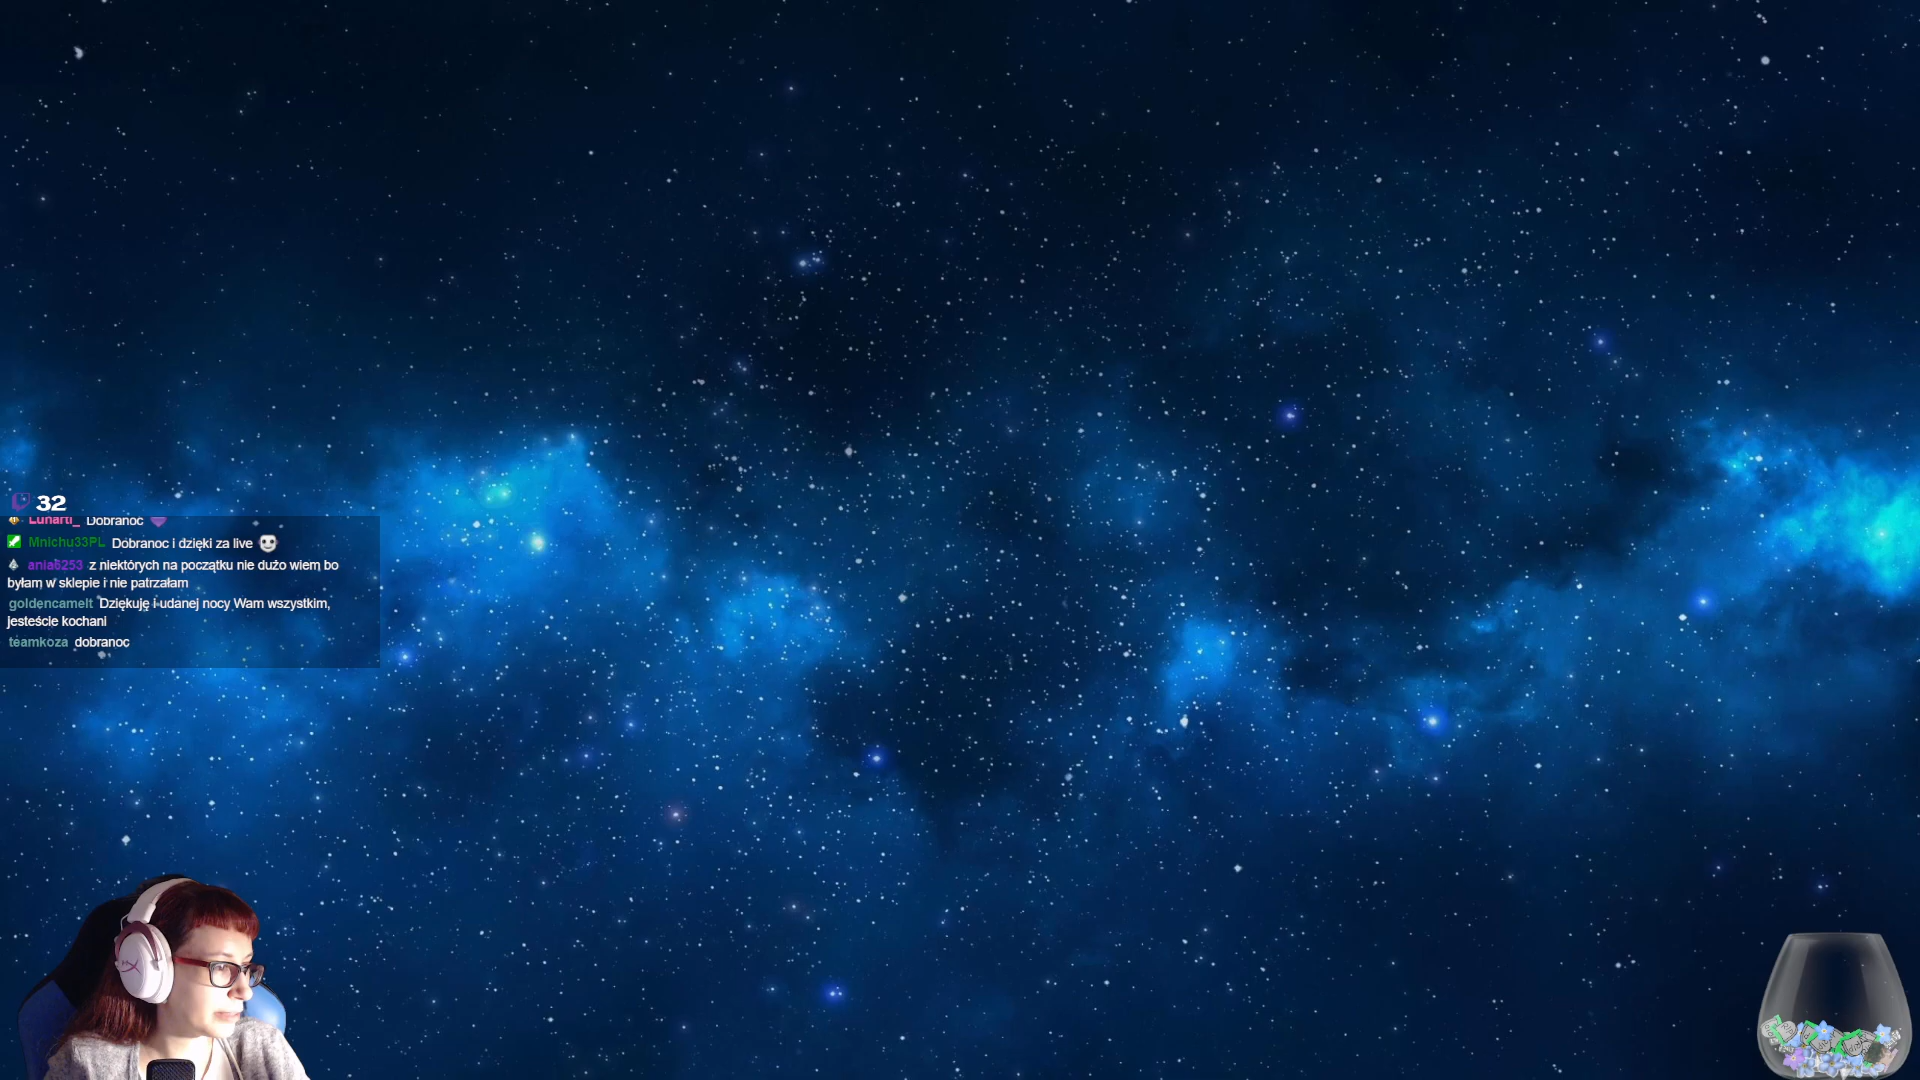 32
Lunarti_ Dobranoc
Mnichu33PL Dobranoc i dzięki za live
ania6253 z niektórych na początku nie dużo wiem bo
byłam w sklepie i nie patrzałam
goldencamelt Dziękuję i udanej nocy Wam wszystkim,
jesteście kochani
teamkoza dobranoc